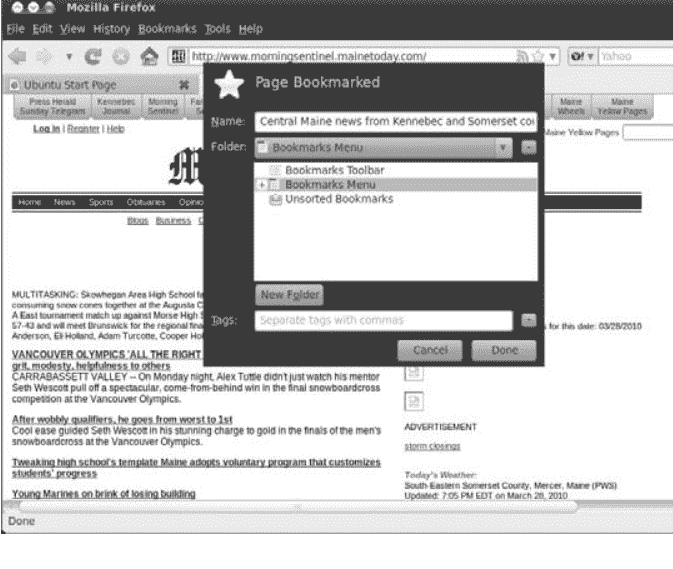 Mozilla Firefox
File Edit View History Bookmarks Tools Help
http://www.morningsentinel.mainetoday.com/
Yahoo
Ubuntu Start Page
Page Bookmarked
Press Herald Kennebec Morning
Sunday Telegram Journal Sentinel
Maine Maine
Wheels Yellow Pages
Log in | Register | Help
Maine Yellow Pages
Name: Central Maine news from Kennebec and Somerset co
Folder: Bookmarks Menu
Bookmarks Toolbar
Bookmarks Menu
Unsorted Bookmarks
Home News Sports Obituaries
Blogs Business
New Folder
Tags: Separate tags with commas
Cancel Done
MULTITASKING: Skowhegan Area High School
consuming snow cones together at the Augusta
A East tournament match up against Morse High
57-43 and will meet Brunswick for the regional
Anderson, Eli Holland, Adam Turcotte, Cooper
for this date: 03/28/2010
VANCOUVER OLYMPICS 'ALL THE RIGHT
grit, modesty, helpfulness to others
CARRABASSETT VALLEY -- On Monday night, Alex Tuttle didn't just watch his mentor
Seth Wescott pull off a spectacular, come-from-behind win in the final snowboardcross
competition at the Vancouver Olympics.
After wobbly qualifiers, he goes from worst to 1st
Cool ease guided Seth Wescott in his stunning charge to gold in the finals of the men's
snowboardcross at the Vancouver Olympics.
Tweaking high school's template Maine adopts voluntary program that customizes
students' progress
Young Marines on brink of losing building
ADVERTISEMENT
storm closings
Today's Weather:
South-Eastern Somerset County, Mercer, Maine (PWS)
Updated: 7:05 PM EDT on March 28, 2010
Done